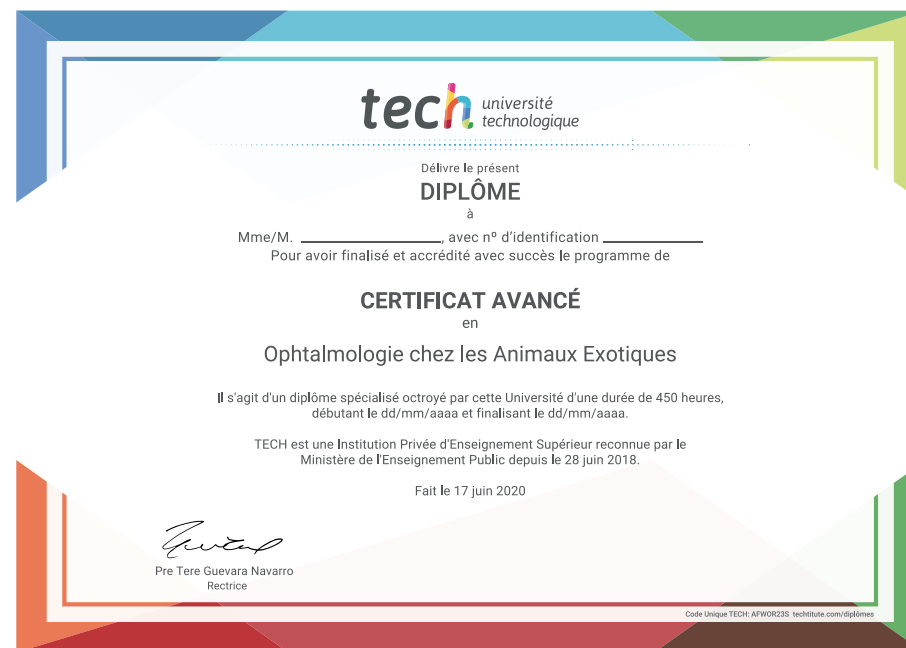 tech université
technologique
Délivre le présent
DIPLÔME
à
Mme/M. ____________________, avec nº d'identification ______________
Pour avoir finalisé et accrédité avec succès le programme de
CERTIFICAT AVANCÉ
en
Ophtalmologie chez les Animaux Exotiques
Il s'agit d'un diplôme spécialisé octroyé par cette Université d'une durée de 450 heures,
débutant le dd/mm/aaaa et finalisant le dd/mm/aaaa.
TECH est une Institution Privée d'Enseignement Supérieur reconnue par le
Ministère de l'Enseignement Public depuis le 28 juin 2018.
Fait le 17 juin 2020
Pre Tere Guevara Navarro
Rectrice
Code Unique TECH: AFWOR23S techtitute.com/diplômes